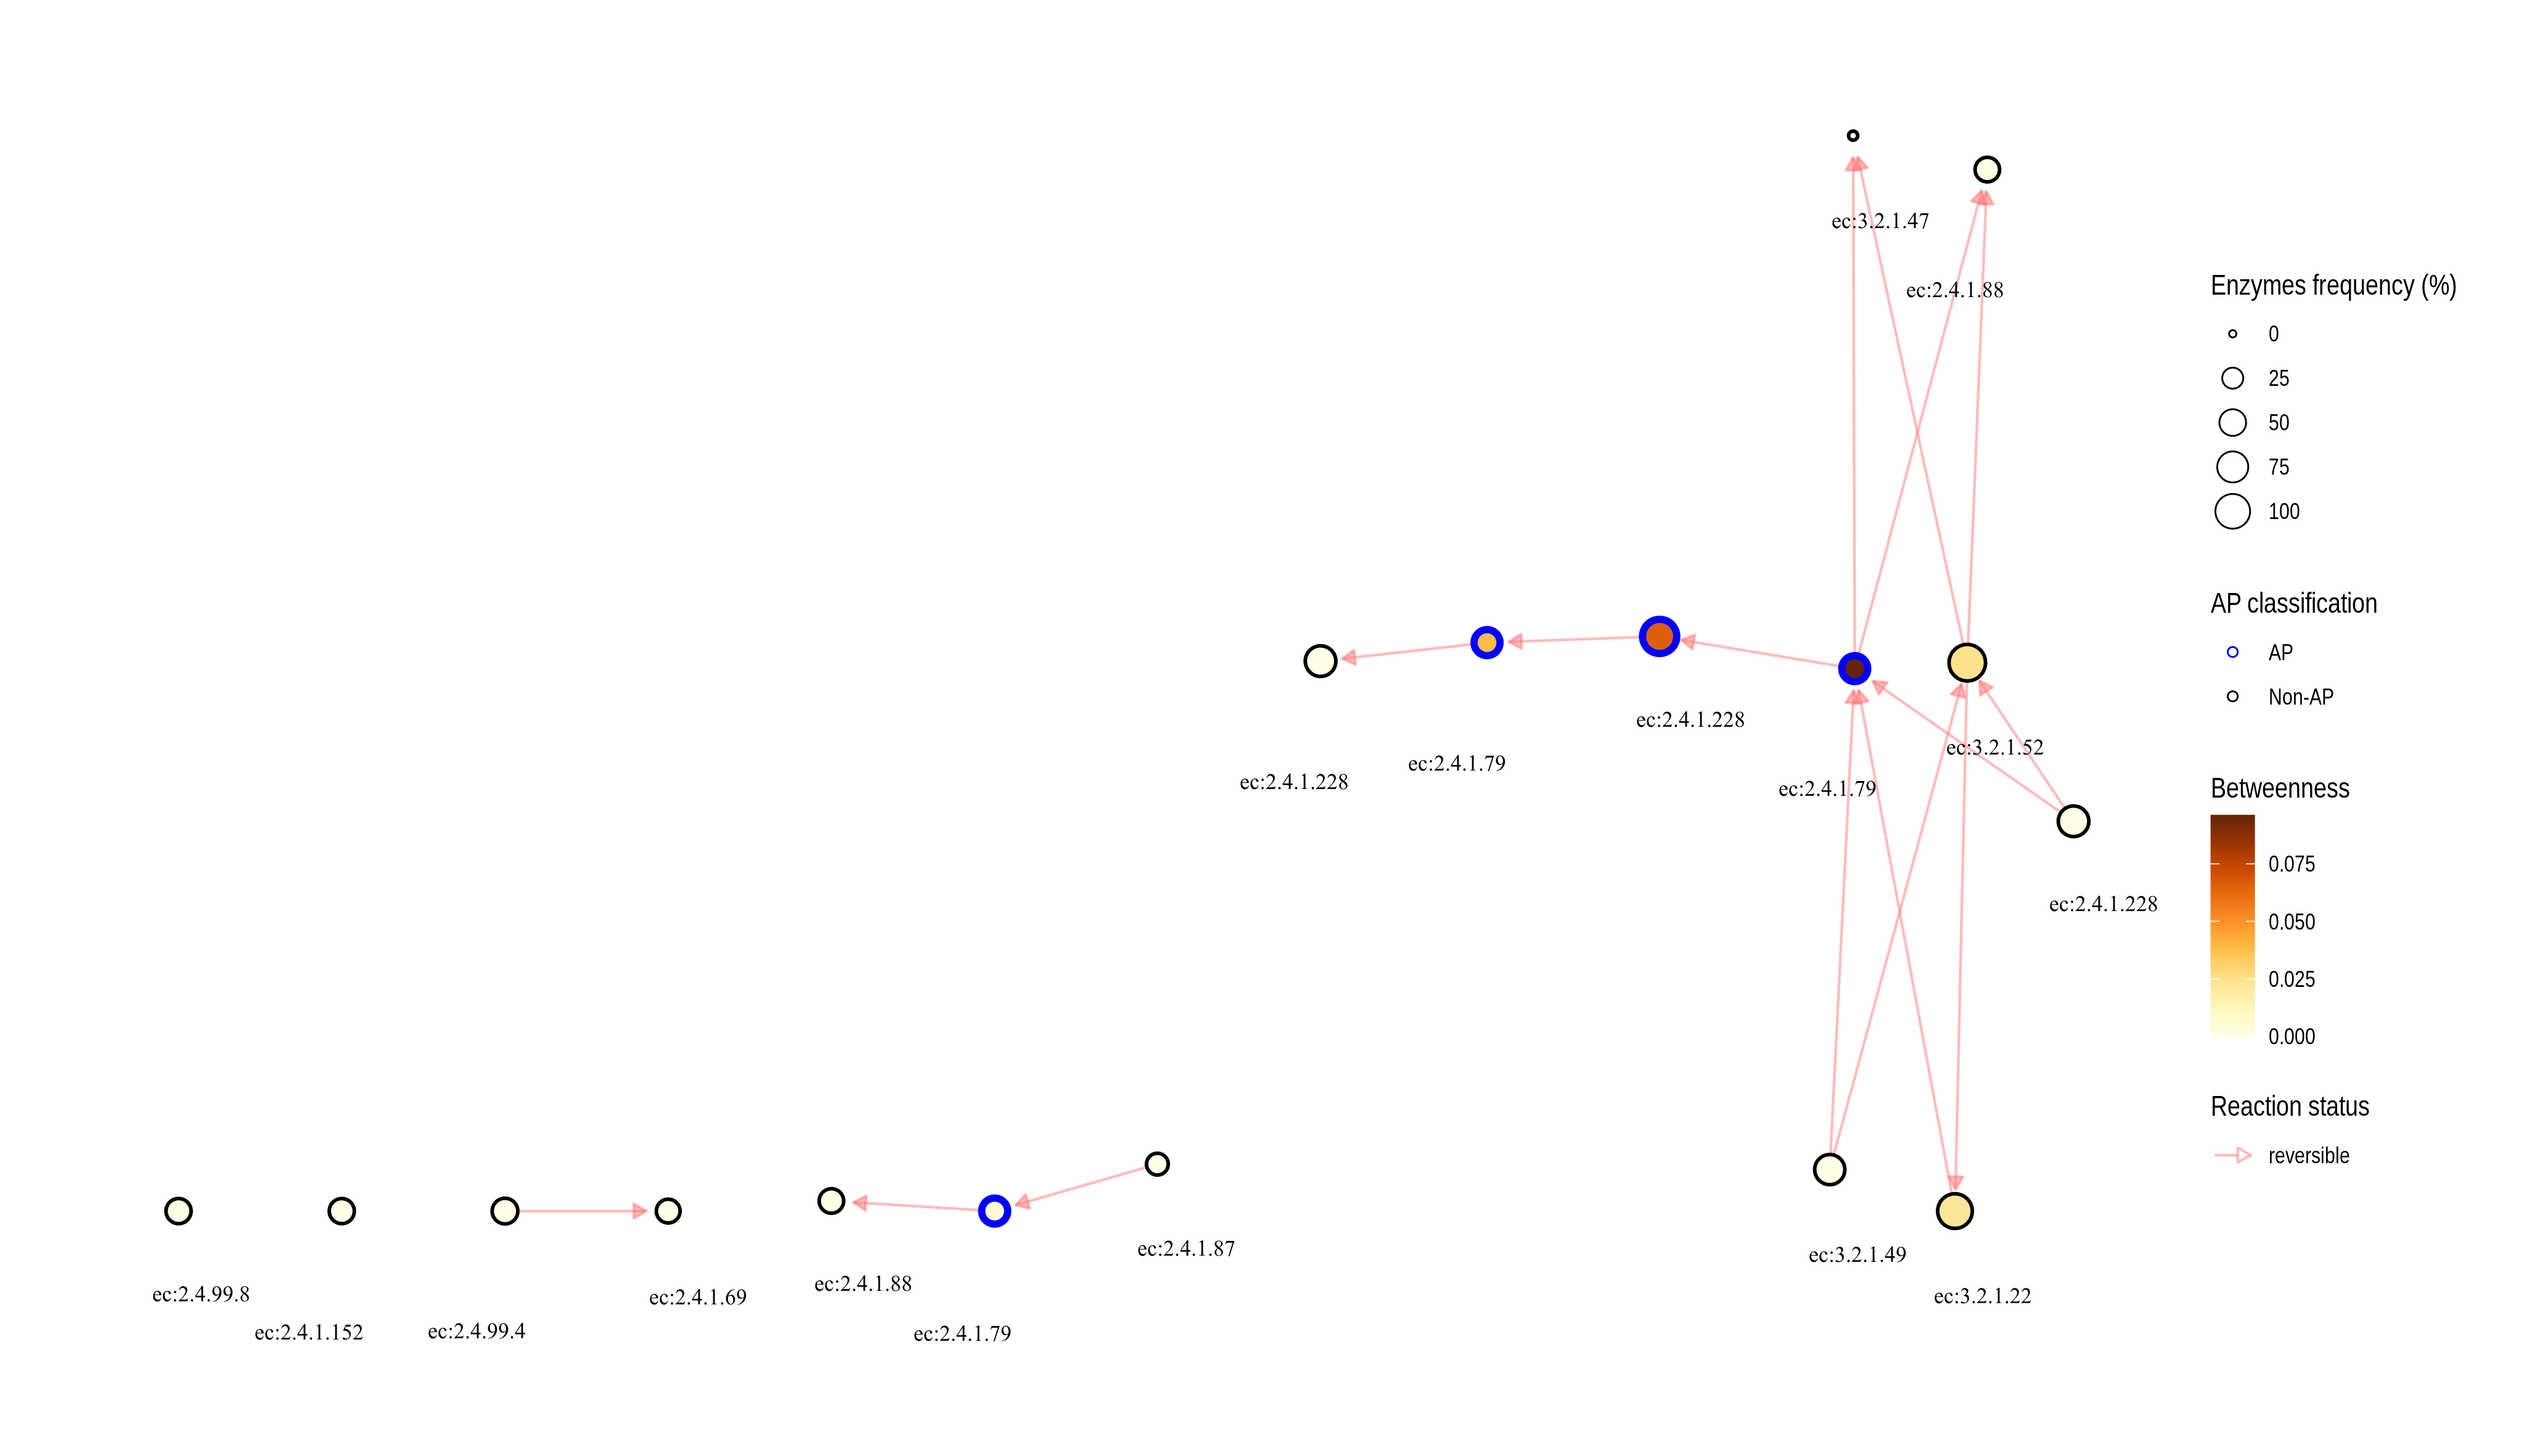 ec:3.2.1.47
ec:2.4.1.88
ec:2.4.1.228
ec:2.4.1.79
ec:2.4.1.228
ec:2.4.1.79
ec:3.2.1.52
ec:2.4.1.228
ec:2.4.99.8
ec:2.4.1.152
ec:2.4.99.4
ec:2.4.1.69
ec:2.4.1.88
ec:2.4.1.79
ec:2.4.1.87
ec:3.2.1.49
ec:3.2.1.22
Enzymes frequency (%)
0
25
50
75
100
AP classification
AP
Non-AP
Betweenness
0.075
0.050
0.025
0.000
Reaction status
reversible